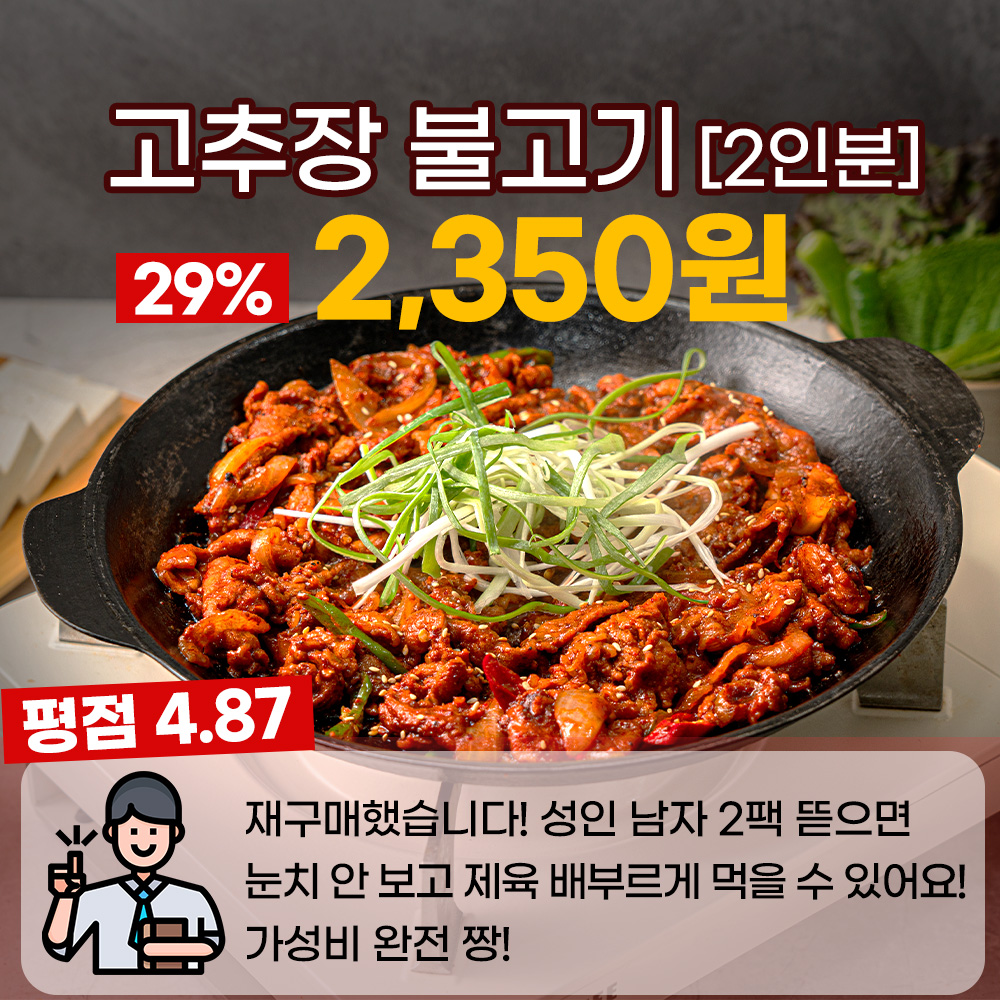 고추장 불고기 [2인분]
29% 2,350원
평점 4.87
재구매했습니다! 성인 남자 2팩 뜯으면
눈치 안 보고 제육 배부르게 먹을 수 있어요!
가성비 완전 짱!